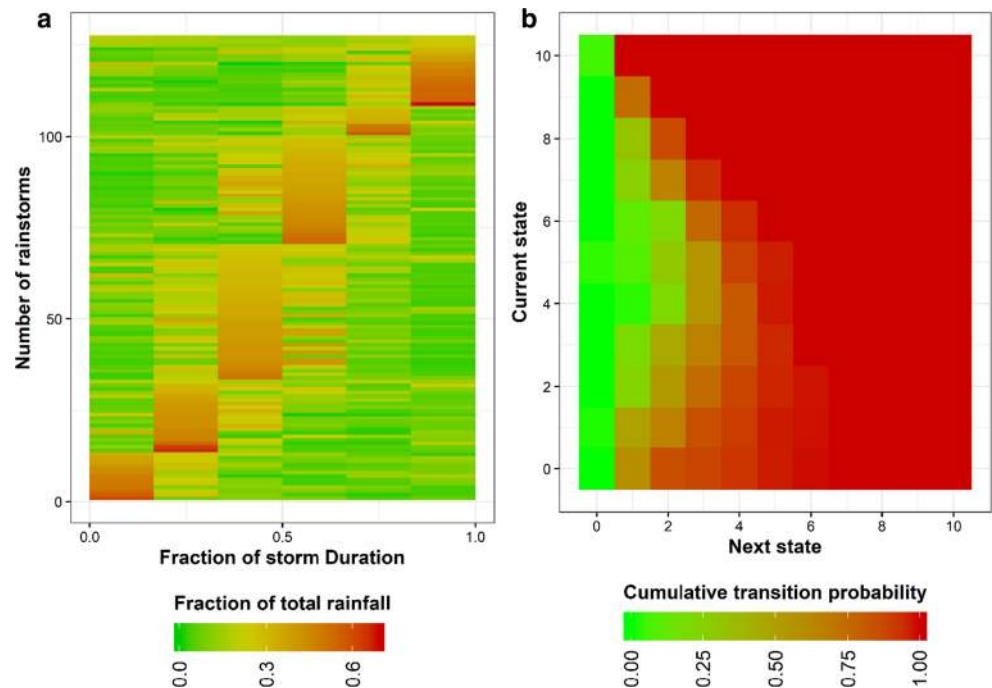 a
Number of rainstorms
100
50
0
0.0 0.5 1.0
Fraction of storm Duration
Fraction of total rainfall
0.0 0.3 0.6
b
Current state
10
8
6
4
2
0
0 2 4 6 8 10
Next state
Cumulative transition probability
0.00 0.25 0.50 0.75 1.00